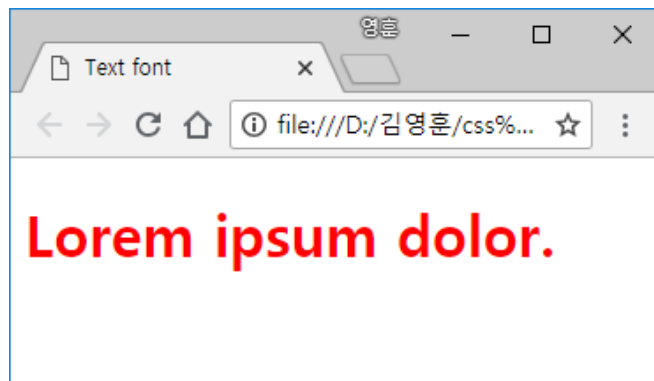 영훈
Text font
file:///D:/김영훈/css%...
Lorem ipsum dolor.